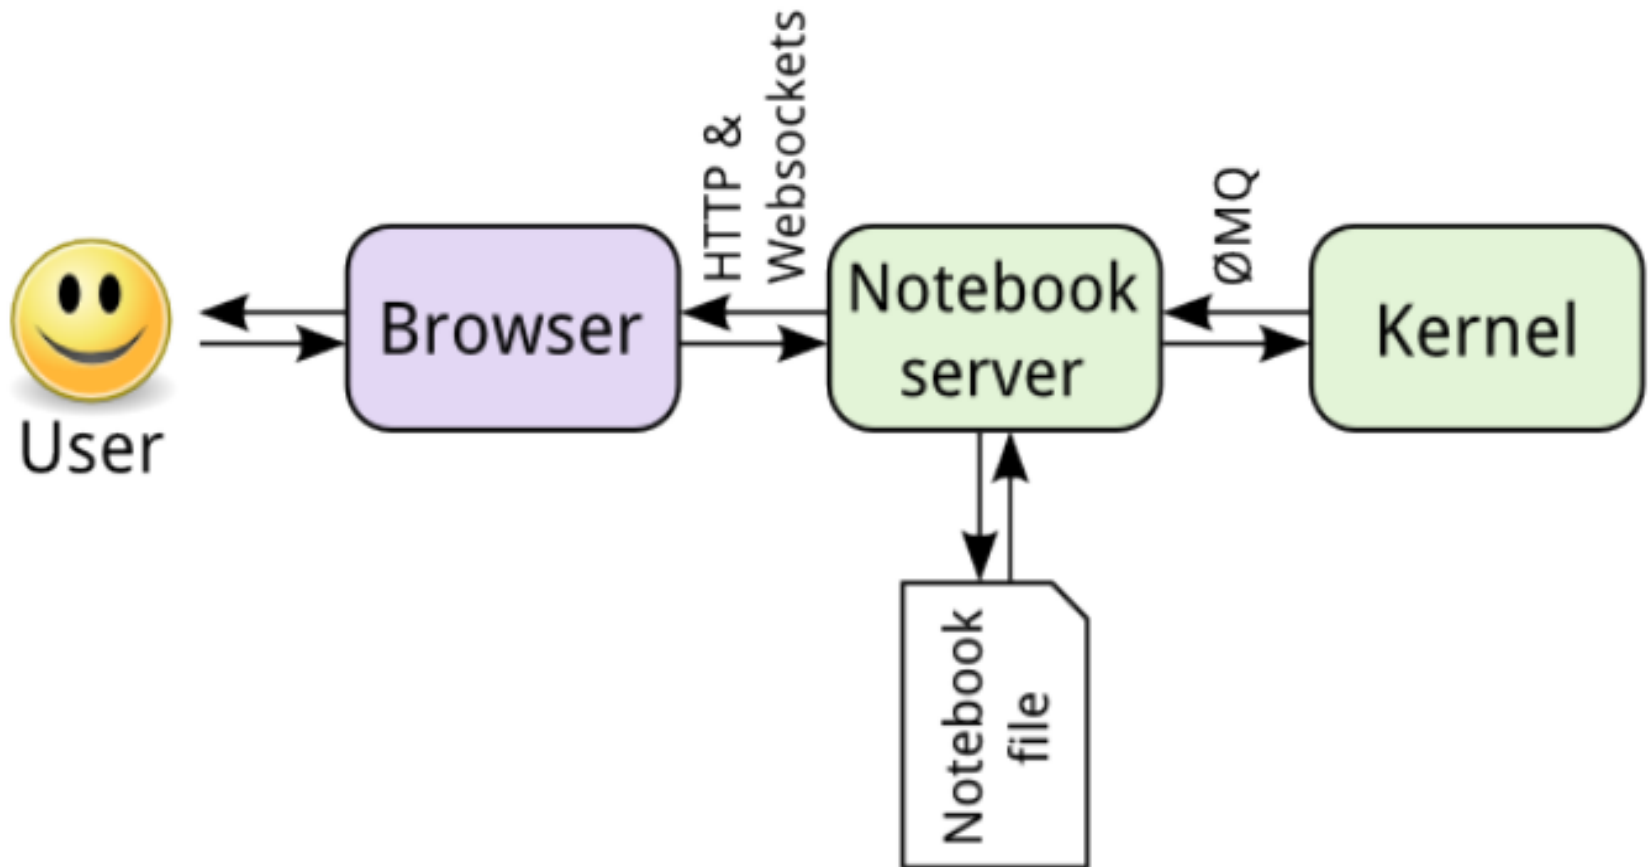 HTTP &
Websockets
ØMQ
User
Browser
Notebook
server
Kernel
Notebook
file